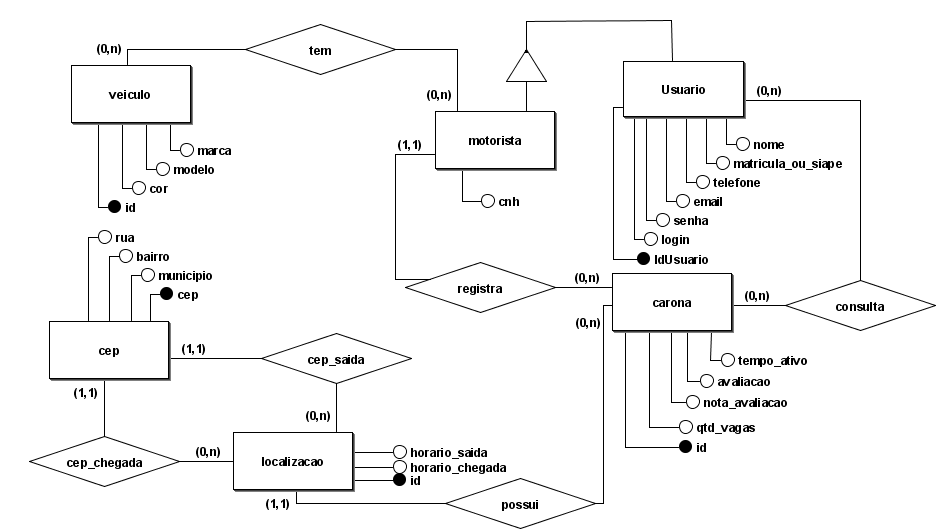 (0,n)
tem
veiculo
(0,n)
motorista
(1,1)
Usuario
(0,n)
marca
modelo
cor
id
cnh
nome
matricula_ou_siape
telefone
email
senha
login
IdUsuario
rua
bairro
municipio
cep
registra
(0,n)
carona
(0,n)
consulta
(0,n)
cep
(1,1)
cep_saida
(1,1)
(0,n)
tempo_ativo
avaliacao
nota_avaliacao
qtd_vagas
id
cep_chegada
(0,n)
localizacao
horario_saida
horario_chegada
id
(1,1)
possui